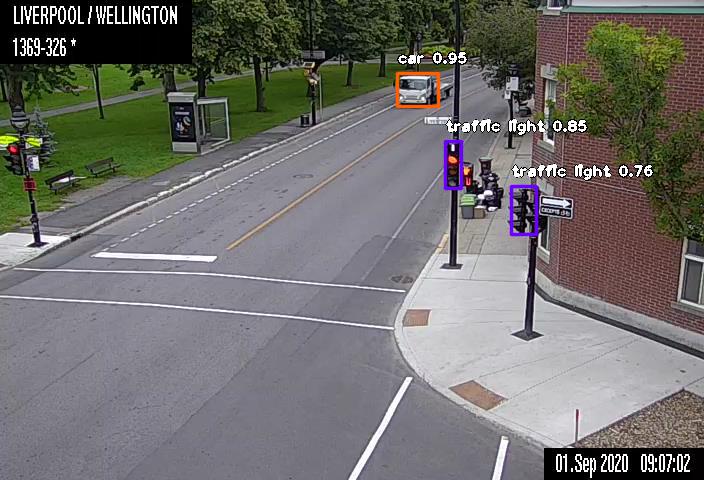 LIVERPOOL / WELLINGTON
1369-326 *
car 0.95
traffic light 0.85
traffic light 0.76
01.Sep 2020 09:07:02